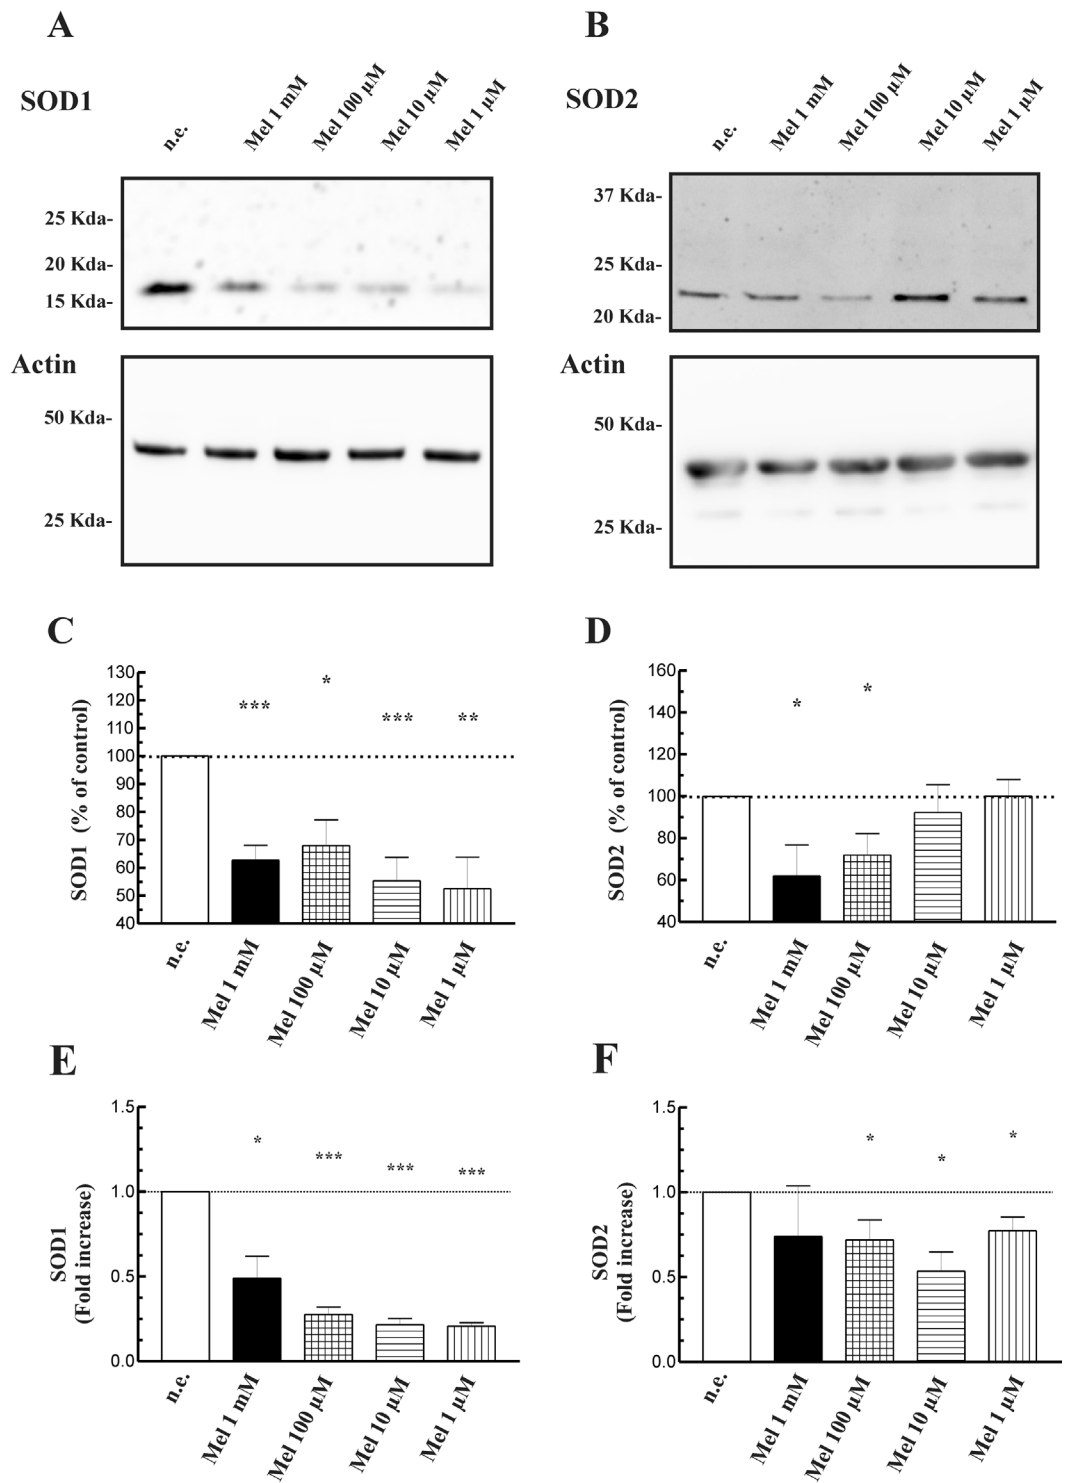 A
SOD1
n.e.
Mel 1 mM
Mel 100 µM
Mel 10 µM
Mel 1 µM
25 Kda-
20 Kda-
15 Kda-
Actin
50 Kda-
25 Kda-
B
SOD2
n.e.
Mel 1 mM
Mel 100 µM
Mel 10 µM
Mel 1 µM
37 Kda-
25 Kda-
20 Kda-
Actin
50 Kda-
25 Kda-
C
SOD1 (% of control)
130
120
110
100
90
80
70
60
50
40
***
*
***
**
n.e.
Mel 1 mM
Mel 100 µM
Mel 10 µM
Mel 1 µM
D
SOD2 (% of control)
160
140
120
100
80
60
40
*
*
n.e.
Mel 1 mM
Mel 100 µM
Mel 10 µM
Mel 1 µM
E
SOD1
(Fold increase)
1.5
1.0
0.5
0.0
*
***
***
***
n.e.
Mel 1 mM
Mel 100 µM
Mel 10 µM
Mel 1 µM
F
SOD2
(Fold increase)
1.5
1.0
0.5
0.0
*
*
*
n.e.
Mel 1 mM
Mel 100 µM
Mel 10 µM
Mel 1 µM